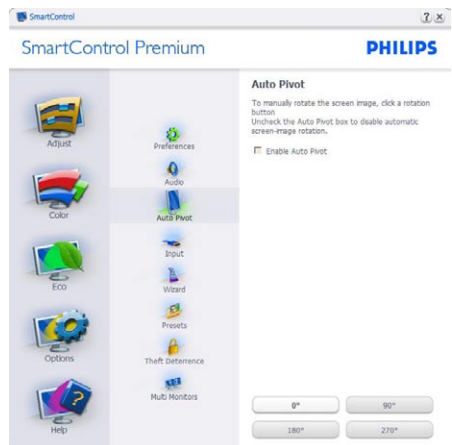 SmartControl
SmartControl Premium
PHILIPS
Adjust
Color
Eco
Options
Help
Preferences
Audio
Auto Pivot
Input
Wizard
Presets
Theft Deterrence
Multi Monitors
Auto Pivot
To manually rotate the screen image, click a rotation
button
Uncheck the Auto Pivot box to disable automatic
screen-image rotation.
Enable Auto Pivot
0°
90°
180°
270°